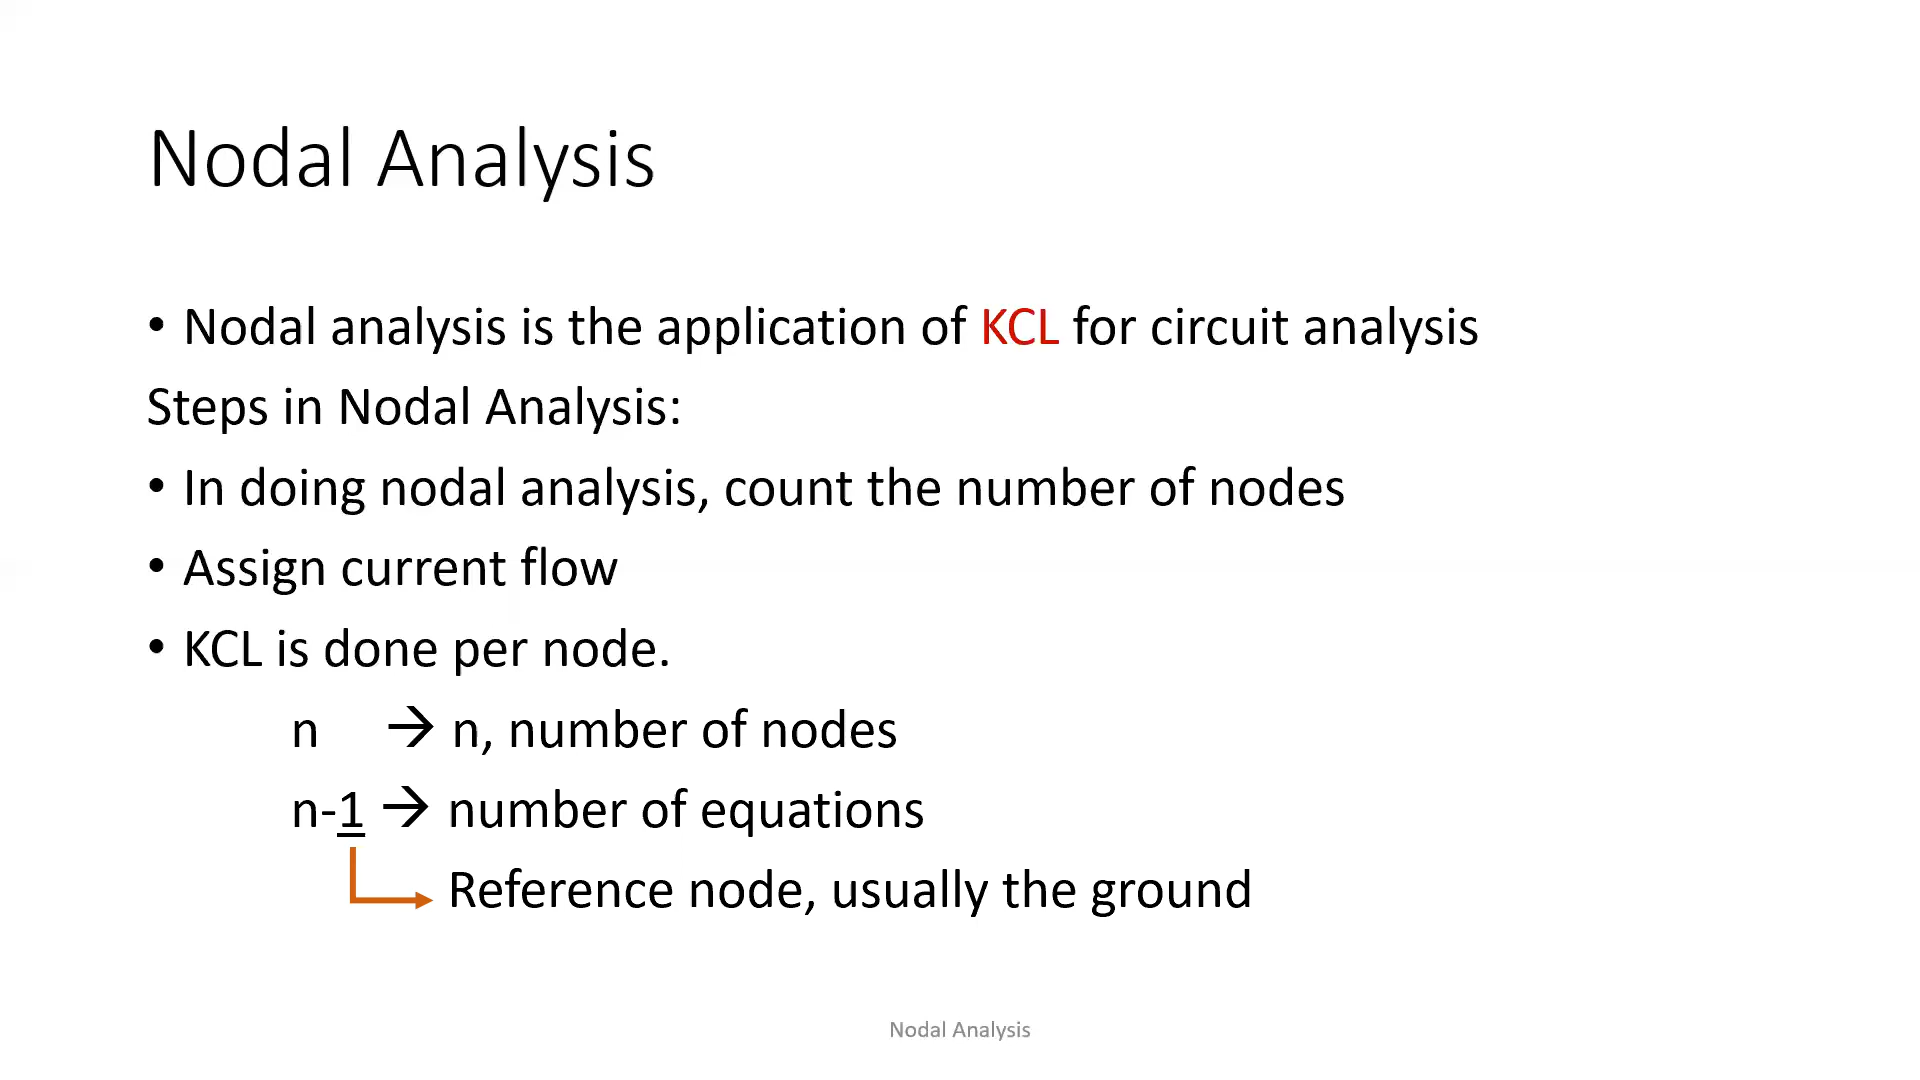 Nodal Analysis
• Nodal analysis is the application of KCL for circuit analysis
Steps in Nodal Analysis:
• In doing nodal analysis, count the number of nodes
• Assign current flow
• KCL is done per node.
n → n, number of nodes
n-1 → number of equations
Reference node, usually the ground
Nodal Analysis